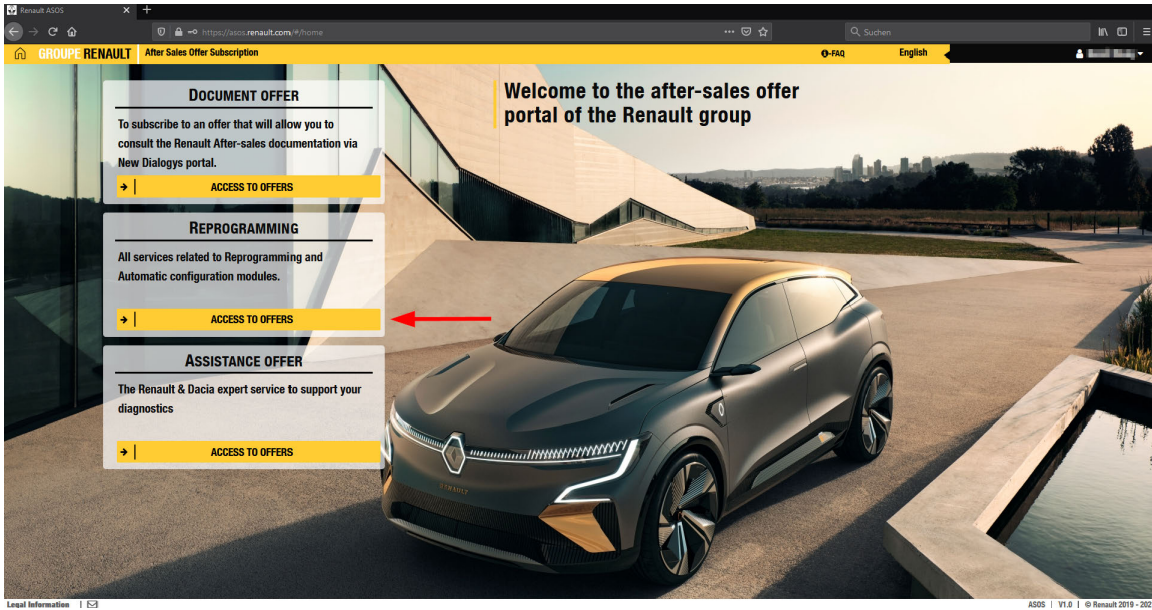 Renault ASOS
https://asos.renault.com/#/home
Suchen
GROUPE RENAULT
After Sales Offer Subscription
-FAQ
English
DOCUMENT OFFER
To subscribe to an offer that will allow you to
consult the Renault After-sales documentation via
New Dialogys portal.
ACCESS TO OFFERS
REPROGRAMMING
All services related to Reprogramming and
Automatic configuration modules.
ACCESS TO OFFERS
ASSISTANCE OFFER
The Renault & Dacia expert service to support your
diagnostics
ACCESS TO OFFERS
Welcome to the after-sales offer
portal of the Renault group
RENAULT
Legal Information |
ASOS | V1.0 | © Renault 2019 - 202